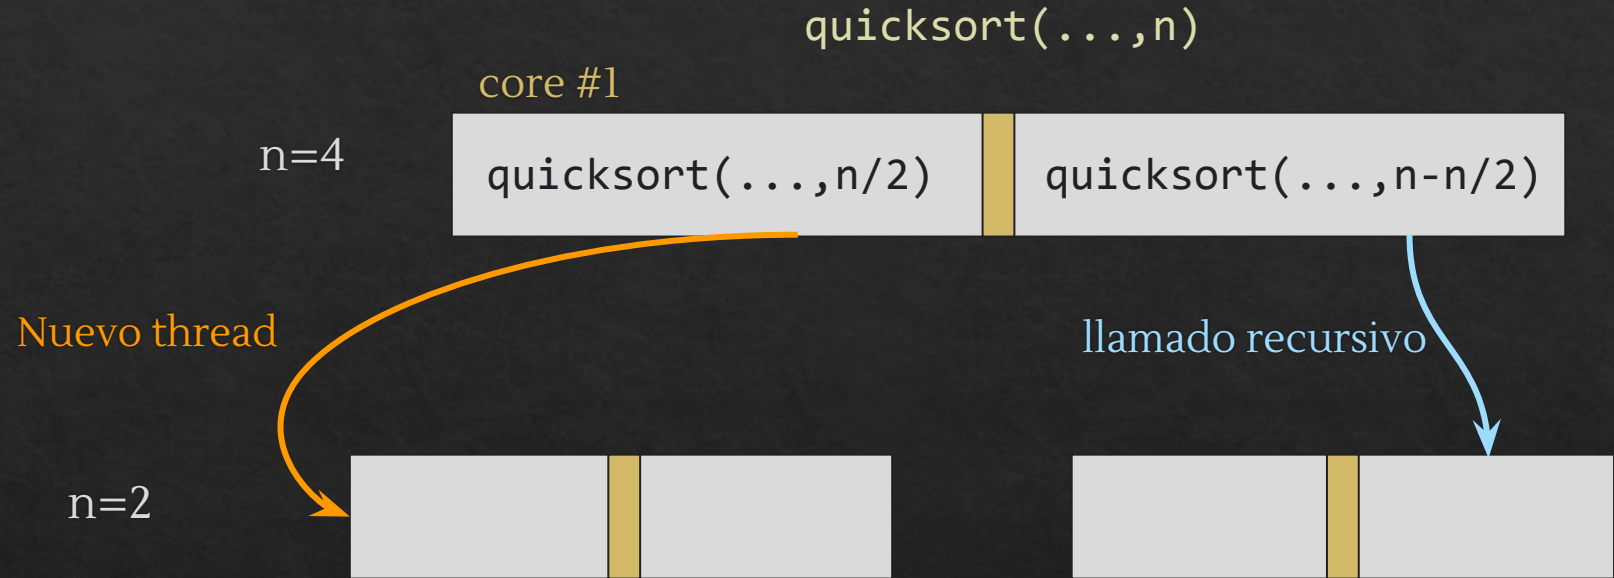 quicksort(...,n)
core #1
n=4
quicksort(...,n/2)
quicksort(...,n-n/2)
Nuevo thread
llamado recursivo
n=2